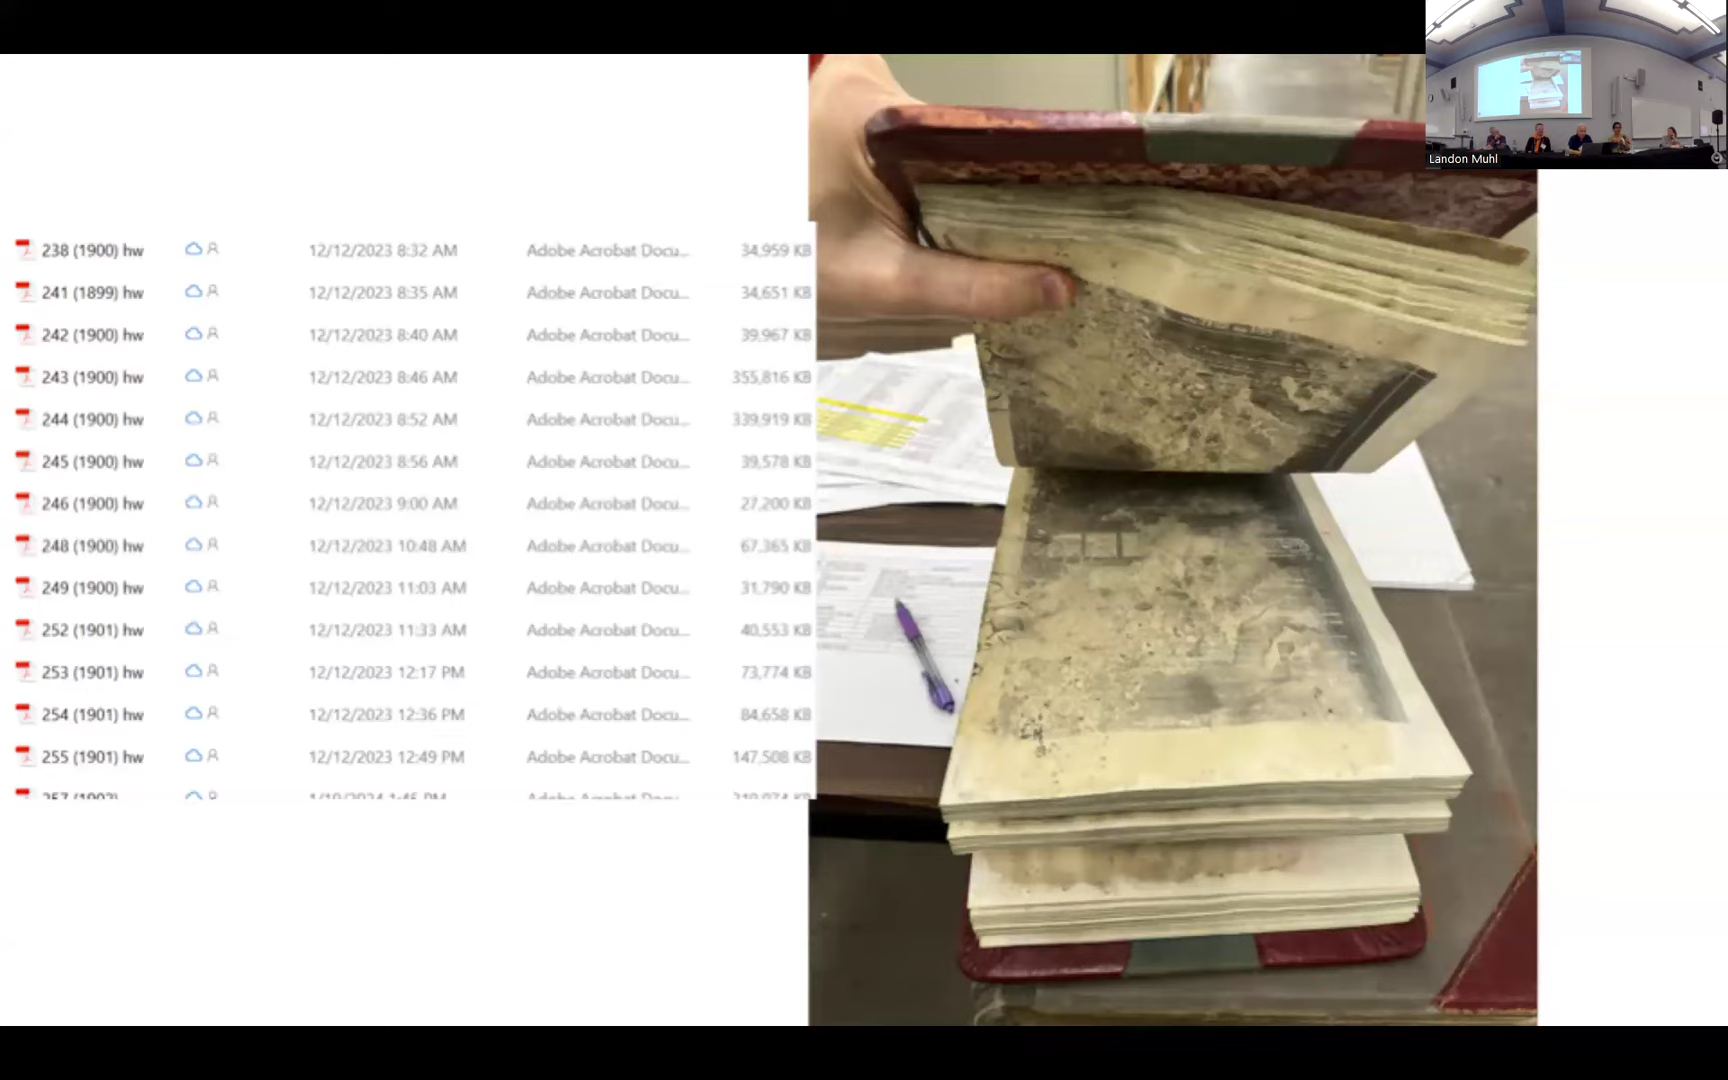 238 (1900) hw 12/12/2023 8:32 AM Adobe Acrobat Docu... 34,959 KB
241 (1899) hw 12/12/2023 8:35 AM Adobe Acrobat Docu... 34,651 KB
242 (1900) hw 12/12/2023 8:40 AM Adobe Acrobat Docu... 39,967 KB
243 (1900) hw 12/12/2023 8:46 AM Adobe Acrobat Docu... 355,816 KB
244 (1900) hw 12/12/2023 8:52 AM Adobe Acrobat Docu... 339,919 KB
245 (1900) hw 12/12/2023 8:56 AM Adobe Acrobat Docu... 39,578 KB
246 (1900) hw 12/12/2023 9:00 AM Adobe Acrobat Docu... 27,200 KB
248 (1900) hw 12/12/2023 10:48 AM Adobe Acrobat Docu... 67,365 KB
249 (1900) hw 12/12/2023 11:03 AM Adobe Acrobat Docu... 31,790 KB
252 (1901) hw 12/12/2023 11:33 AM Adobe Acrobat Docu... 40,553 KB
253 (1901) hw 12/12/2023 12:17 PM Adobe Acrobat Docu... 73,774 KB
254 (1901) hw 12/12/2023 12:36 PM Adobe Acrobat Docu... 84,658 KB
255 (1901) hw 12/12/2023 12:49 PM Adobe Acrobat Docu... 147,508 KB
Landon Muhl